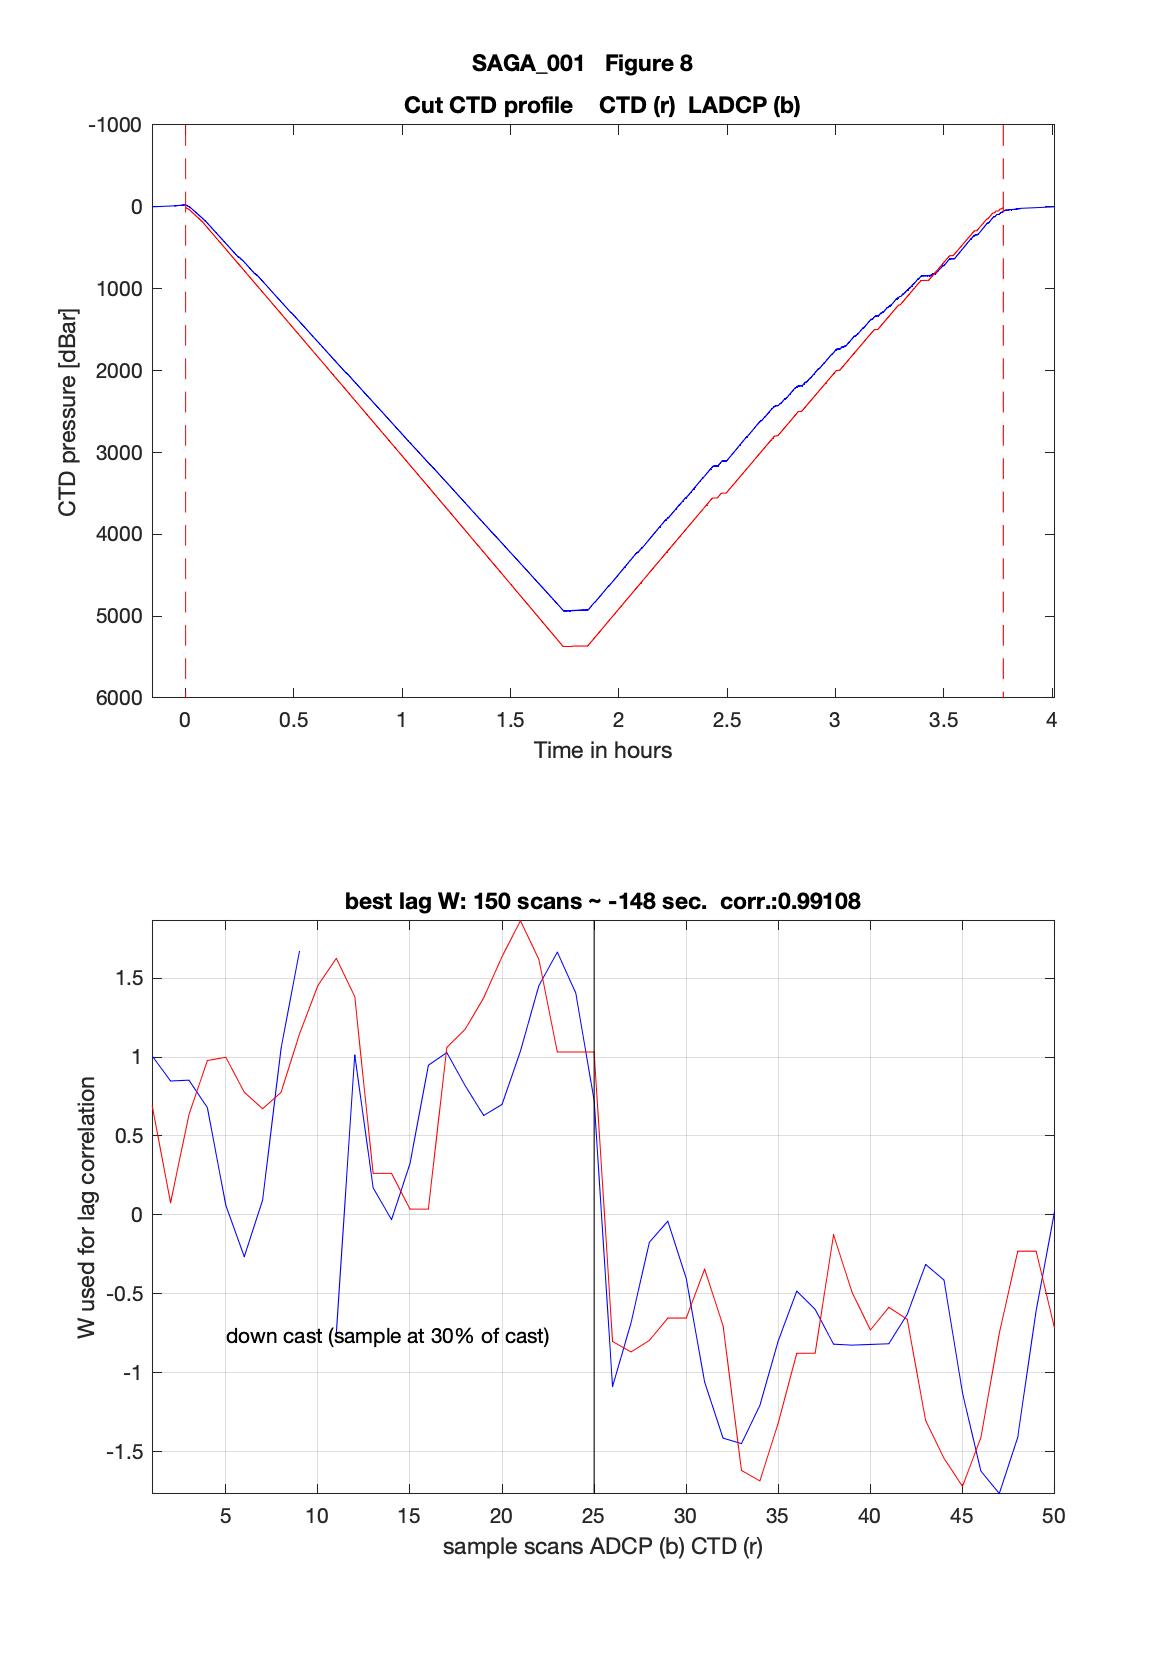 SAGA_001 Figure 8
Cut CTD profile CTD (r) LADCP (b)
-1000
0
1000
2000
3000
4000
5000
6000
CTD pressure [dBar]
0 0.5 1 1.5 2 2.5 3 3.5 4
Time in hours
best lag W: 150 scans ~ -148 sec. corr.:0.99108
1.5
1
0.5
0
-0.5
-1
-1.5
W used for lag correlation
down cast (sample at 30% of cast)
5 10 15 20 25 30 35 40 45 50
sample scans ADCP (b) CTD (r)